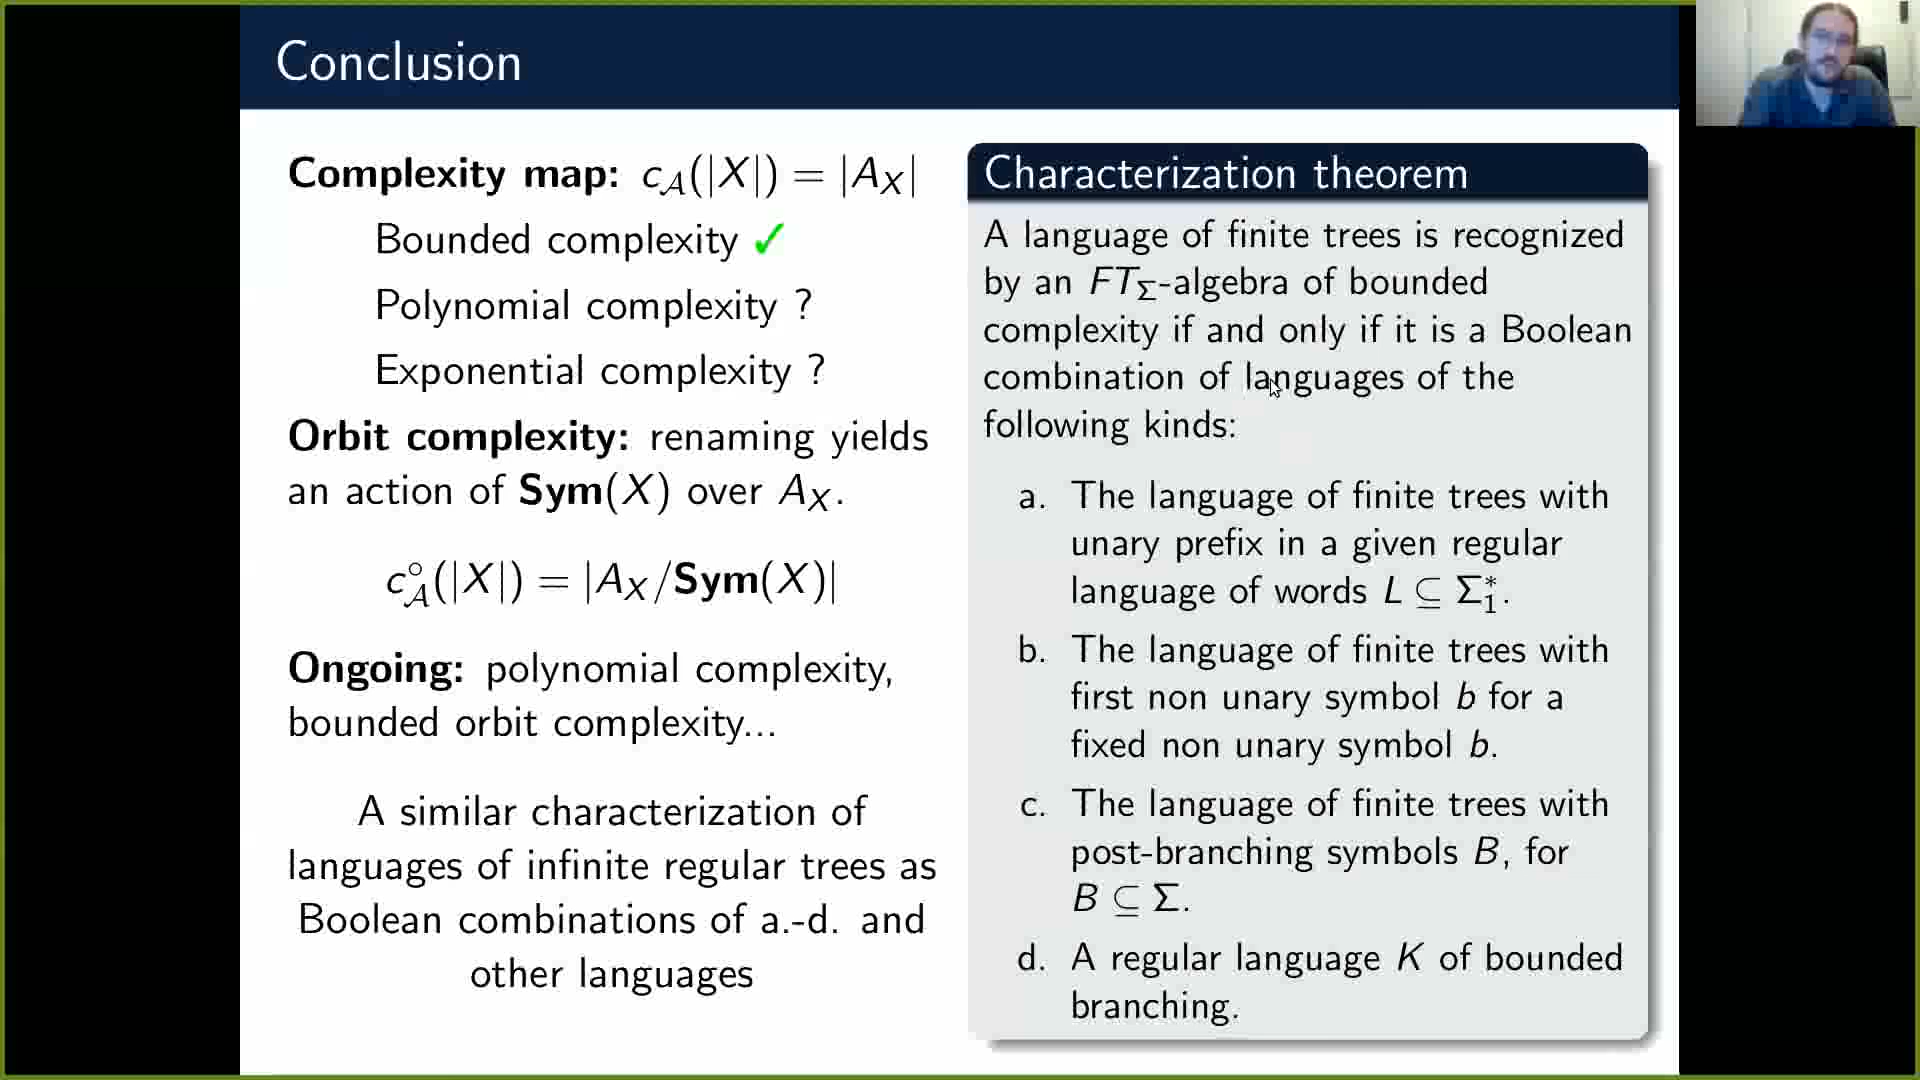 Conclusion
Complexity map: c_𝒜(|X|) = |A_X|
Bounded complexity ✓
Polynomial complexity ?
Exponential complexity ?
Orbit complexity: renaming yields
an action of Sym(X) over A_X.
c°_𝒜(|X|) = |A_X/Sym(X)|
Ongoing: polynomial complexity,
bounded orbit complexity...
A similar characterization of
languages of infinite regular trees as
Boolean combinations of a.-d. and
other languages
Characterization theorem
A language of finite trees is recognized
by an FT_Σ-algebra of bounded
complexity if and only if it is a Boolean
combination of languages of the
following kinds:
a. The language of finite trees with
unary prefix in a given regular
language of words L ⊆ Σ₁*.
b. The language of finite trees with
first non unary symbol b for a
fixed non unary symbol b.
c. The language of finite trees with
post-branching symbols B, for
B ⊆ Σ.
d. A regular language K of bounded
branching.